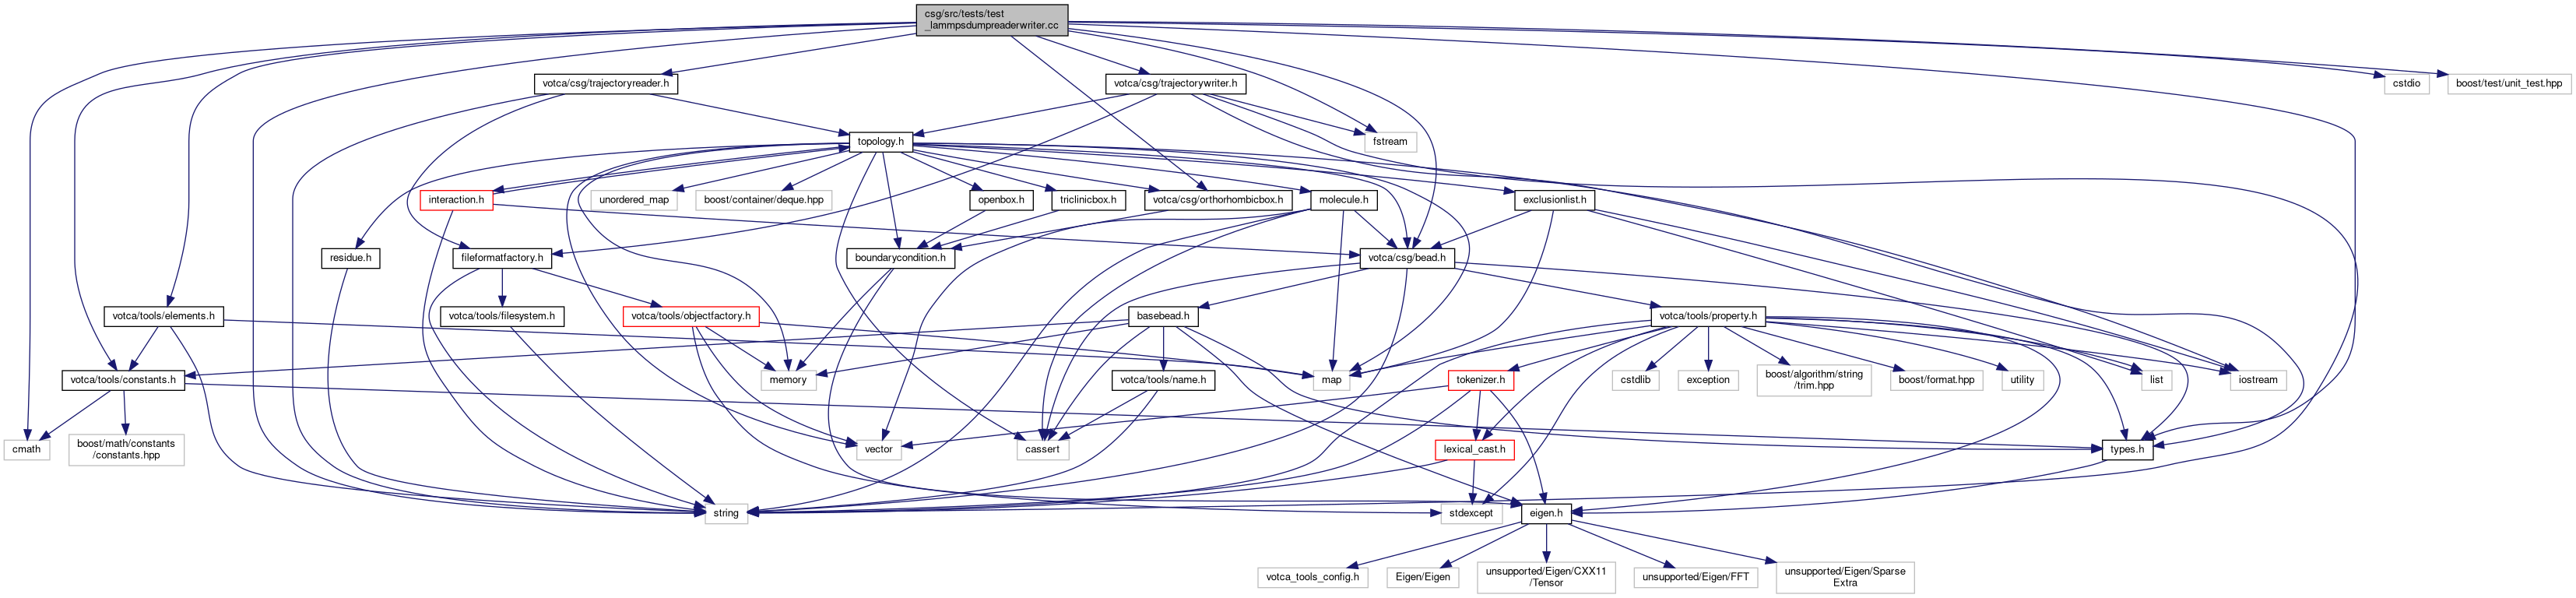 csg/src/tests/test
_lammpsdumpreaderwriter.cc
votca/csg/trajectoryreader.h
votca/csg/trajectorywriter.h
cstdio
boost/test/unit_test.hpp
topology.h
fstream
interaction.h
unordered_map
boost/container/deque.hpp
openbox.h
triclinicbox.h
votca/csg/orthorhombicbox.h
molecule.h
exclusionlist.h
residue.h
fileformatfactory.h
boundarycondition.h
votca/csg/bead.h
votca/tools/elements.h
votca/tools/filesystem.h
votca/tools/objectfactory.h
basebead.h
votca/tools/property.h
votca/tools/constants.h
memory
votca/tools/name.h
map
tokenizer.h
cstdlib
exception
boost/algorithm/string
/trim.hpp
boost/format.hpp
utility
list
iostream
cmath
boost/math/constants
/constants.hpp
vector
cassert
lexical_cast.h
types.h
string
stdexcept
eigen.h
votca_tools_config.h
Eigen/Eigen
unsupported/Eigen/CXX11
/Tensor
unsupported/Eigen/FFT
unsupported/Eigen/Sparse
Extra